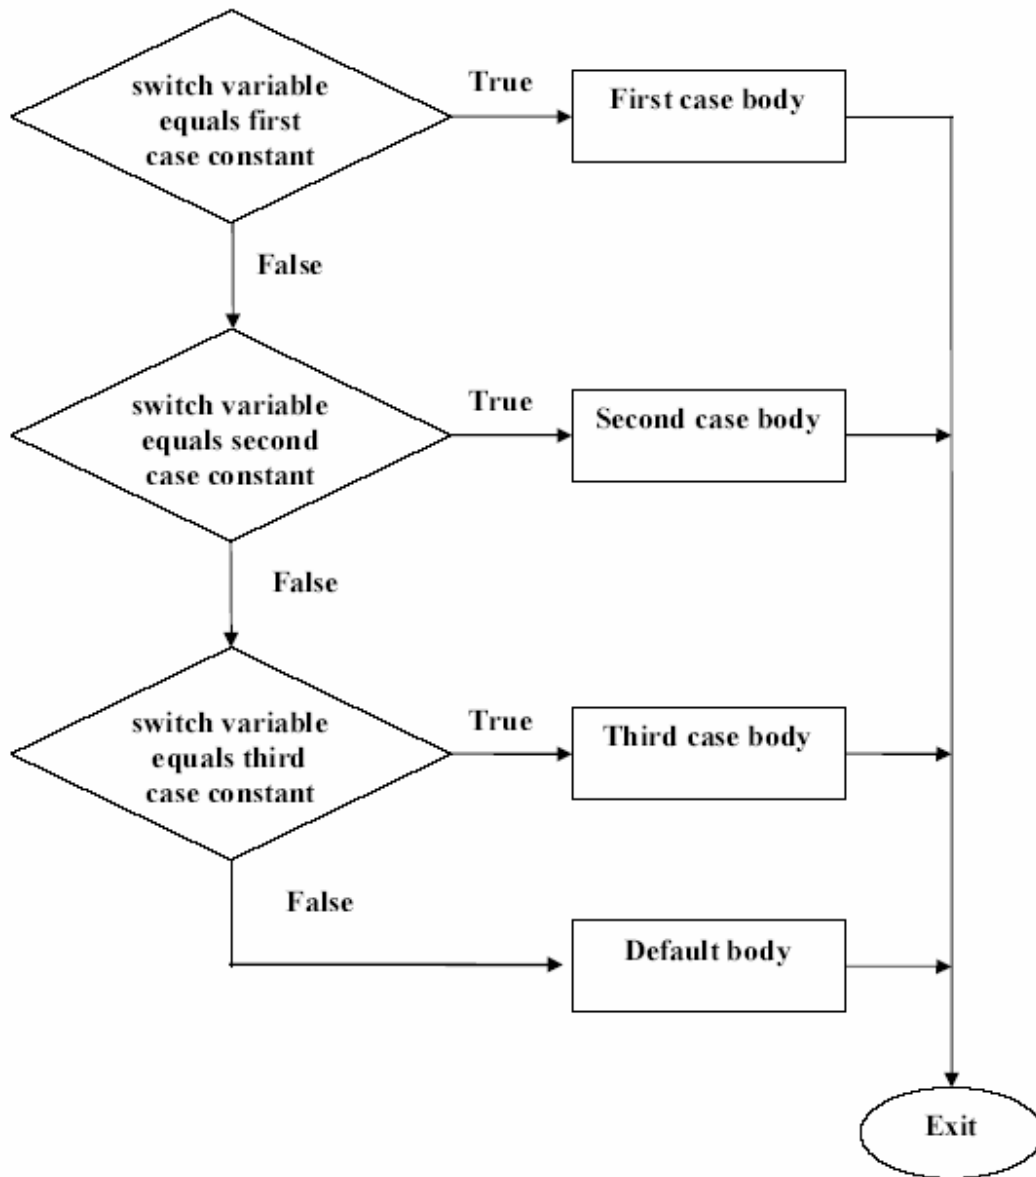 switch variable
equals first
case constant
True
First case body
False
switch variable
equals second
case constant
True
Second case body
False
switch variable
equals third
case constant
True
Third case body
False
Default body
Exit